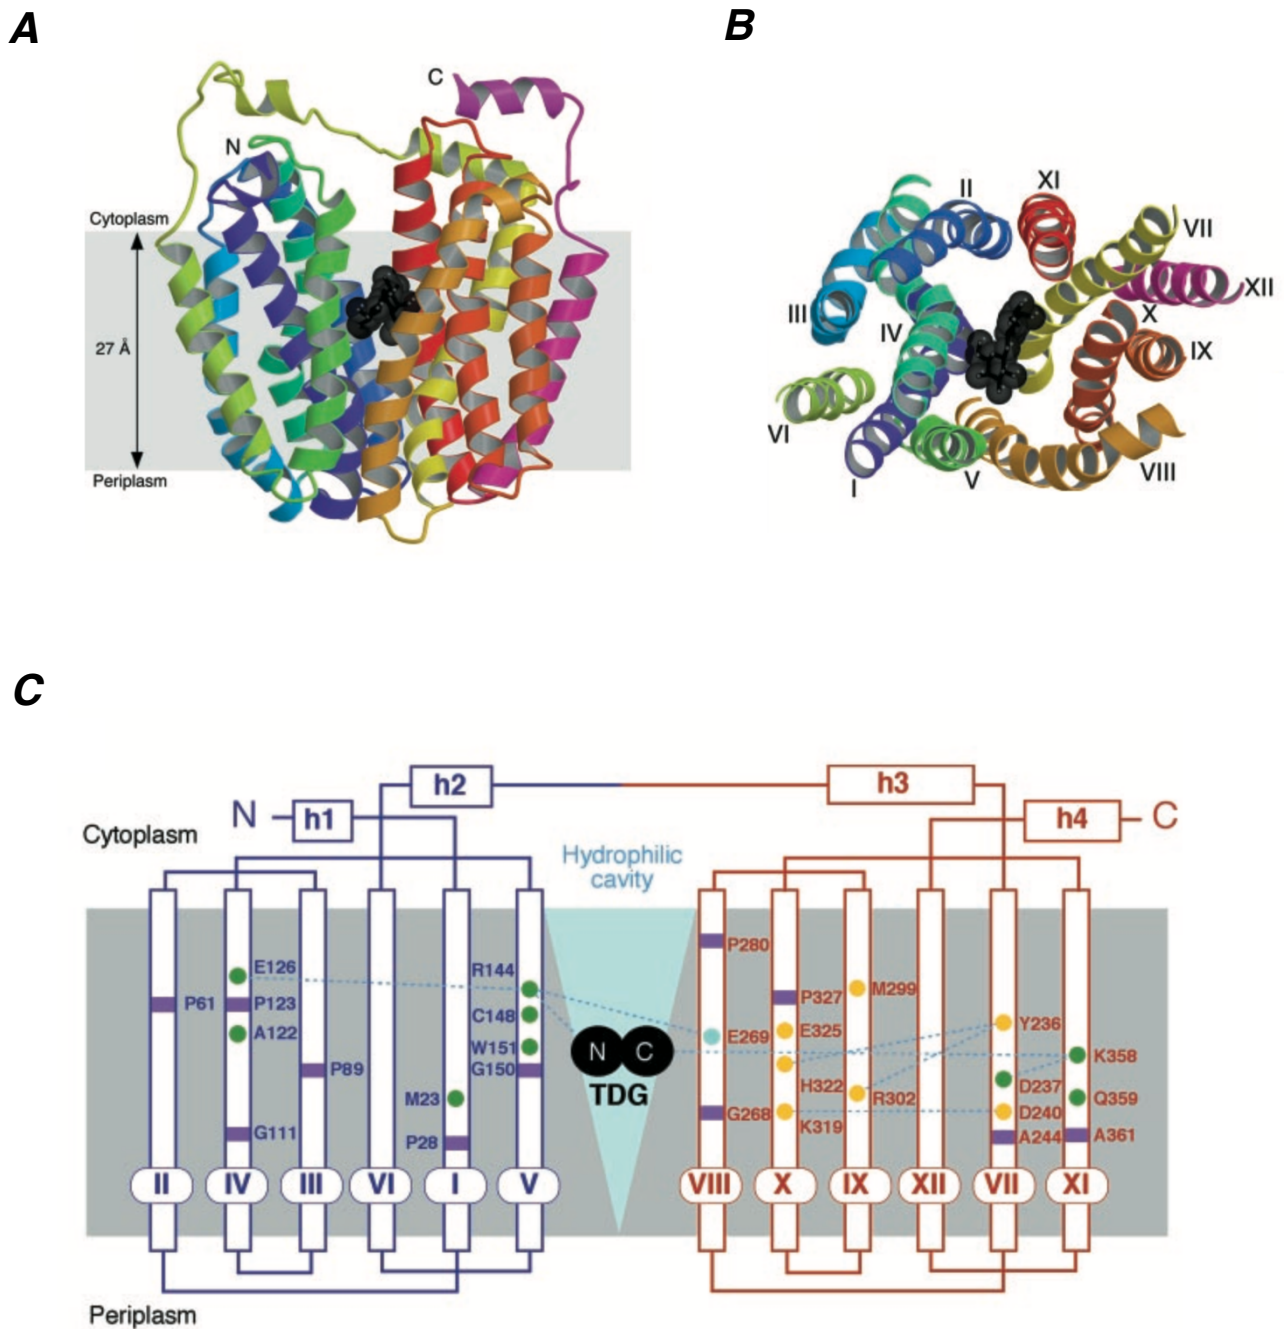 A
C
N
Cytoplasm
27 Å
Periplasm
B
II
XI
VII
III
IV
XII
X
IX
VI
I
V
VIII
C
h2
h3
N
h1
h4
C
Cytoplasm
Hydrophilic
cavity
P280
E126
R144
P61
P123
P327
M299
C148
A122
E325
Y236
W151
E269
N
C
K358
P89
G150
TDG
D237
M23
H322
R302
Q359
G268
D240
G111
P28
K319
A244
A361
II
IV
III
VI
I
V
VIII
X
IX
XII
VII
XI
Periplasm